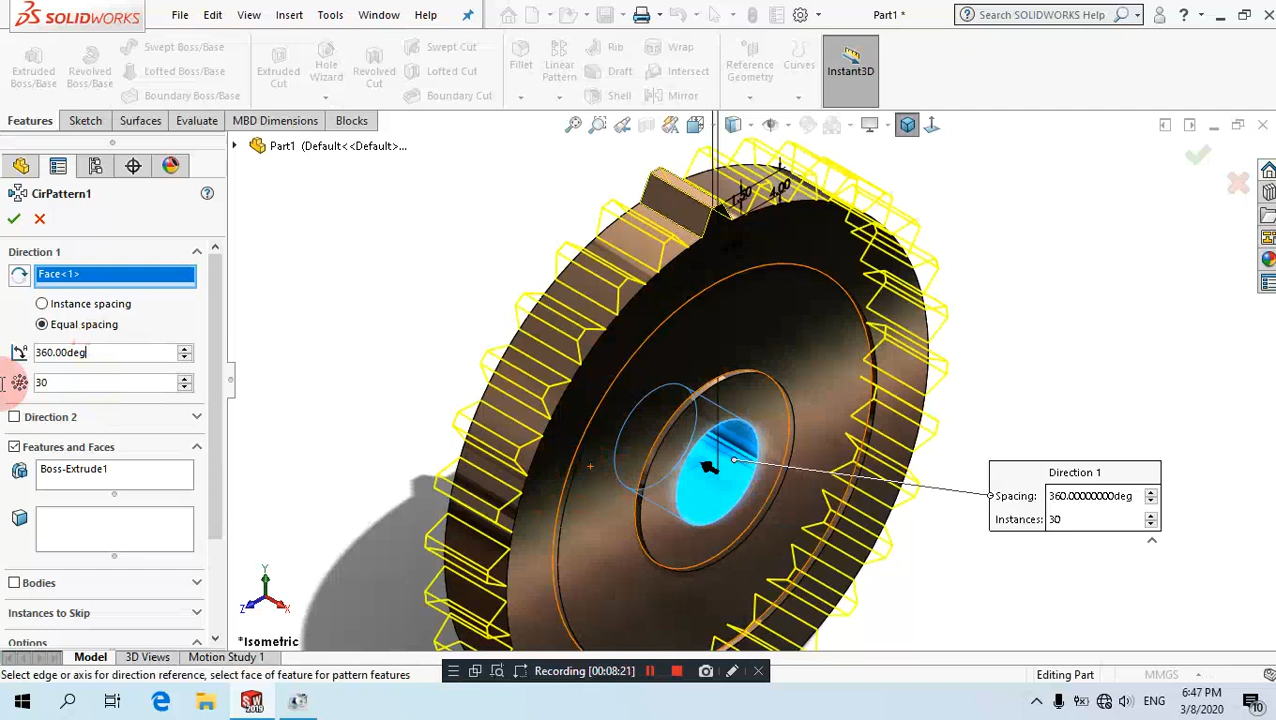 SOLIDWORKS
File
Edit
View
Insert
Tools
Window
Help
Part1 *
Search SOLIDWORKS Help
?
Extruded Boss/Base
Revolved Boss/Base
Swept Boss/Base
Lofted Boss/Base
Boundary Boss/Base
Extruded Cut
Hole Wizard
Revolved Cut
Swept Cut
Lofted Cut
Boundary Cut
Fillet
Linear Pattern
Rib
Draft
Shell
Wrap
Intersect
Mirror
Reference Geometry
Curves
Instant3D
Features
Sketch
Surfaces
Evaluate
MBD Dimensions
Blocks
Part1 (Default<<Default>...
CirPattern1
Direction 1
Face<1>
Instance spacing
Equal spacing
360.00deg
30
Direction 2
Features and Faces
Boss-Extrude1
Bodies
Instances to Skip
Options
4.00
Direction 1
Spacing: 360.00000000deg
Instances: 30
Y
Z
X
*Isometric
Model
3D Views
Motion Study 1
Recording [00:08:21]
lect edge or axis for direction reference, select face of feature for pattern features
Editing Part
MMGS
SW
2019
ENG
6:47 PM
3/8/2020
10